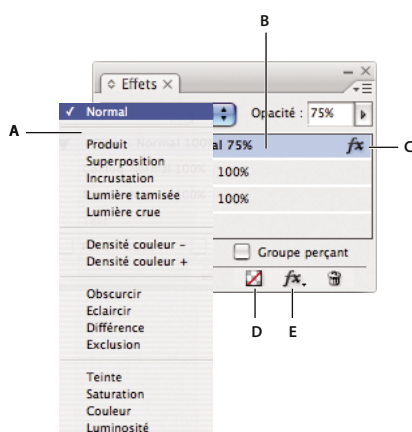 B
Effets
Normal
Opacité : 75%
A
Produit
al 75%
fx
C
Superposition
100%
Incrustation
Lumière tamisée
100%
Lumière crue
Densité couleur -
Groupe perçant
Densité couleur +
fx.
Obscurcir
Eclaircir
D
E
Différence
Exclusion
Teinte
Saturation
Couleur
Luminosité